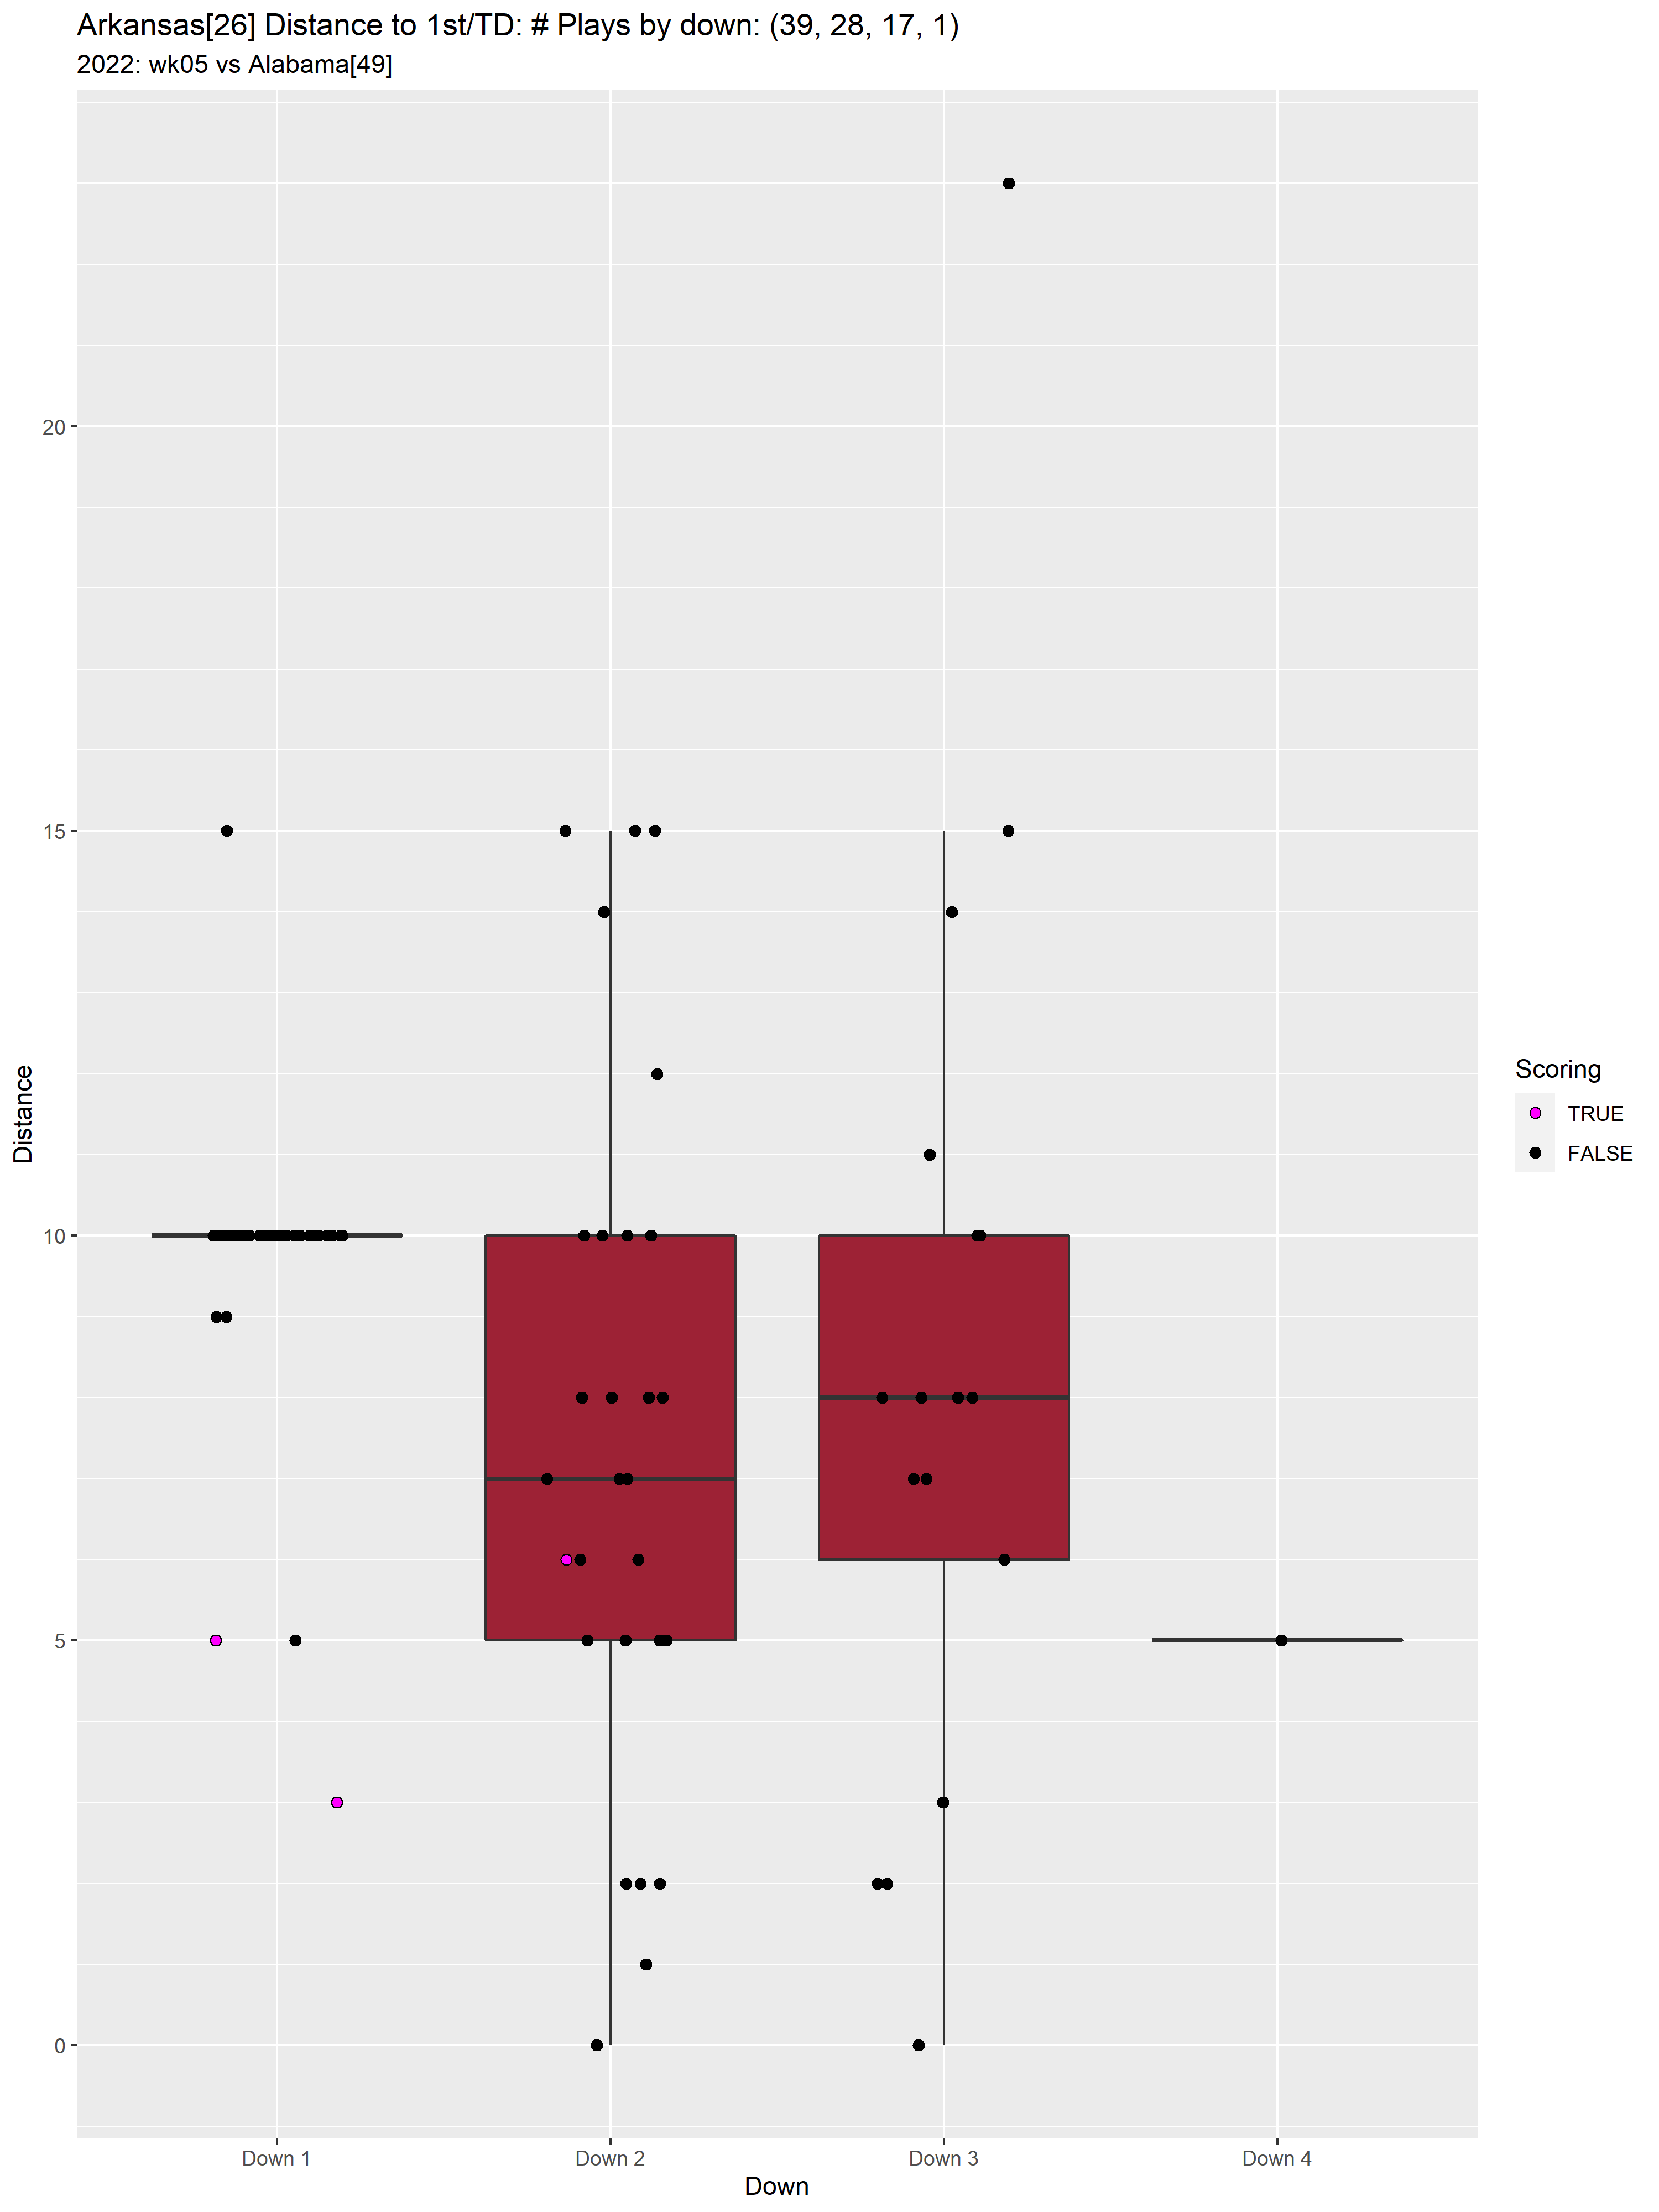 Arkansas[26] Distance to 1st/TD: # Plays by down: (39, 28, 17, 1)
2022: wk05 vs Alabama[49]
20
15
10
5
0
Distance
Down 1
Down 2
Down 3
Down 4
Down
Scoring
TRUE
FALSE